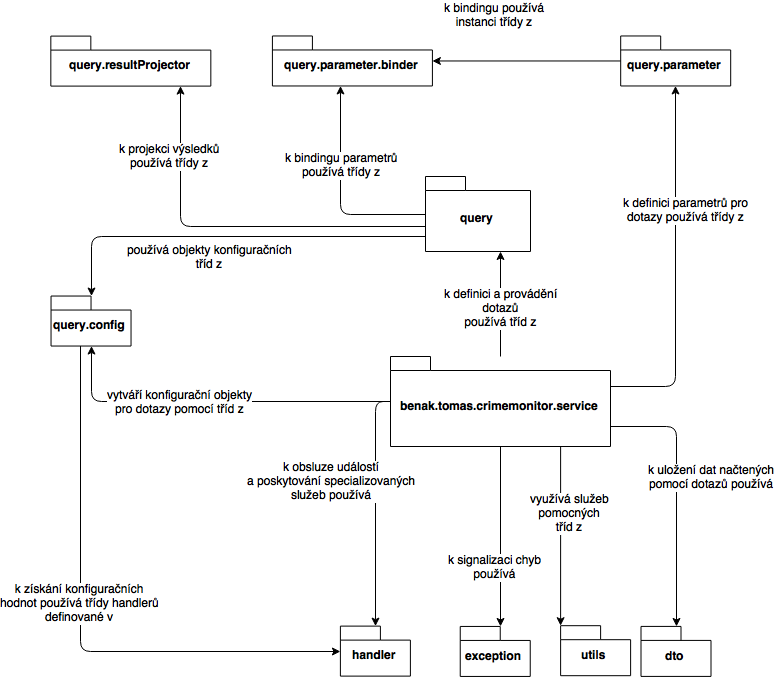 k bindingu používá
instanci třídy z
query.resultProjector
query.parameter.binder
query.parameter
k projekci výsledků
používá třídy z
k bindingu parametrů
používá třídy z
k definici parametrů pro
dotazy používá třídy z
query
používá objekty konfiguračních
tříd z
k definici a provádění
dotazů
používá tříd z
query.config
vytváří konfigurační objekty
pro dotazy pomocí tříd z
benak.tomas.crimemonitor.service
k obsluze událostí
a poskytování specializovaných
služeb používá
k uložení dat načtených
pomocí dotazů používá
využívá služeb
pomocných
tříd z
k signalizaci chyb
používá
k získání konfiguračních
hodnot používá třídy handlerů
definované v
handler
exception
utils
dto